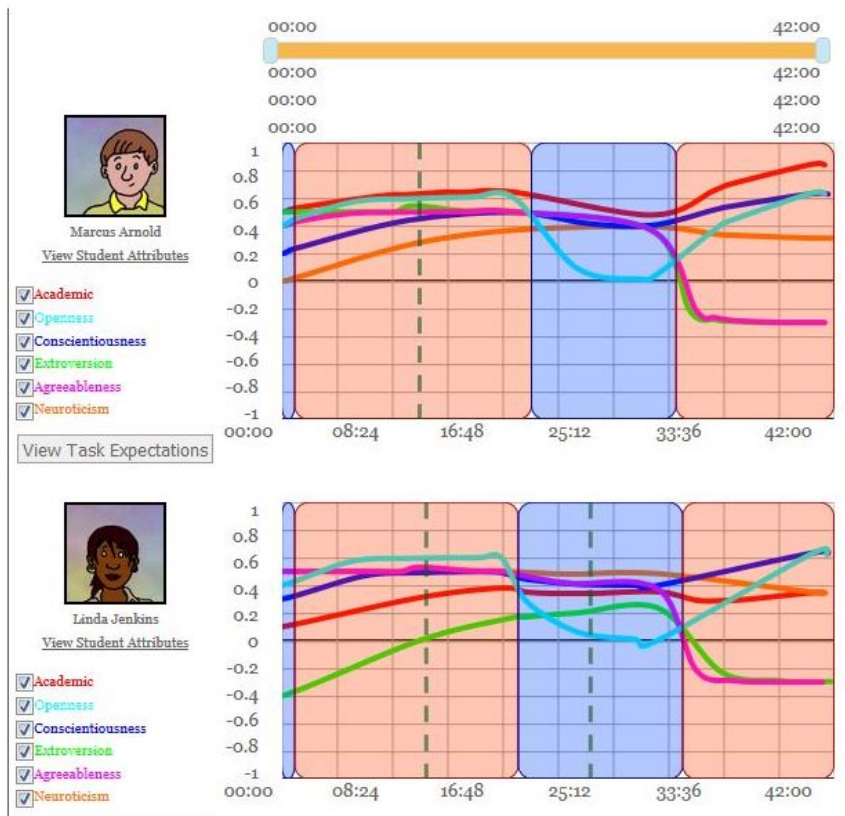 00:00 42:00
00:00 42:00
00:00 42:00
00:00 42:00
1
0.8
0.6
0.4
0.2
0
-0.2
-0.4
-0.6
-0.8
-1
00:00 08:24 16:48 25:12 33:36 42:00
Marcus Arnold
View Student Attributes
Academic
Openness
Conscientiousness
Extroversion
Agreeableness
Neuroticism
View Task Expectations
1
0.8
0.6
0.4
0.2
0
-0.2
-0.4
-0.6
-0.8
-1
00:00 08:24 16:48 25:12 33:36 42:00
Linda Jenkins
View Student Attributes
Academic
Openness
Conscientiousness
Extroversion
Agreeableness
Neuroticism